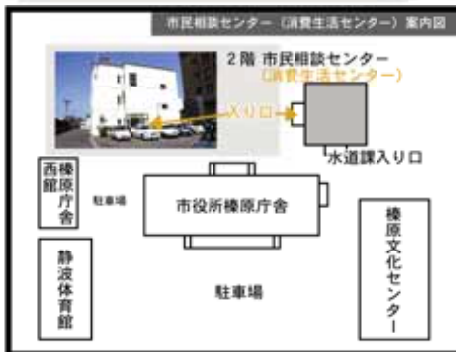 市民相談センター（消費生活センター）案内図
2階 市民相談センター
（消費生活センター）
入り口
水道課入り口
榛原庁舎
西館
駐車場
市役所榛原庁舎
静波体育館
駐車場
榛原文化センター